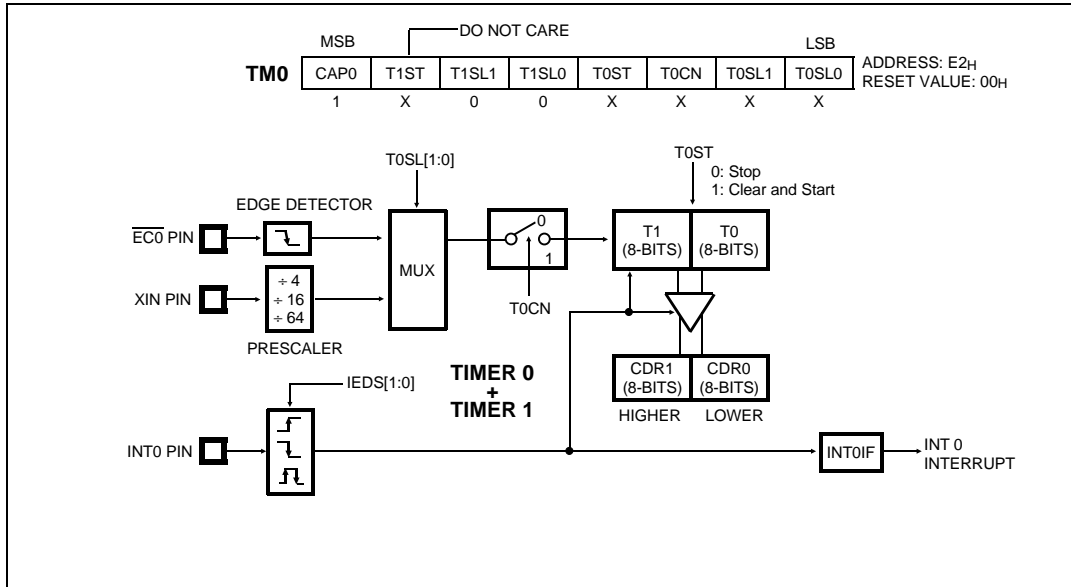 MSB
DO NOT CARE
LSB
TM0 CAP0 T1ST T1SL1 T1SL0 T0ST T0CN T0SL1 T0SL0
ADDRESS: E2H
RESET VALUE: 00H
1 X 0 0 X X X X
T0SL[1:0]
T0ST
0: Stop
1: Clear and Start
EDGE DETECTOR
EC0 PIN
MUX
0
1
T1
(8-BITS)
T0
(8-BITS)
XIN PIN
÷ 4
÷ 16
÷ 64
PRESCALER
T0CN
TIMER 0
+
TIMER 1
CDR1
(8-BITS)
CDR0
(8-BITS)
HIGHER LOWER
IEDS[1:0]
INT0 PIN
INT0IF
INT 0
INTERRUPT